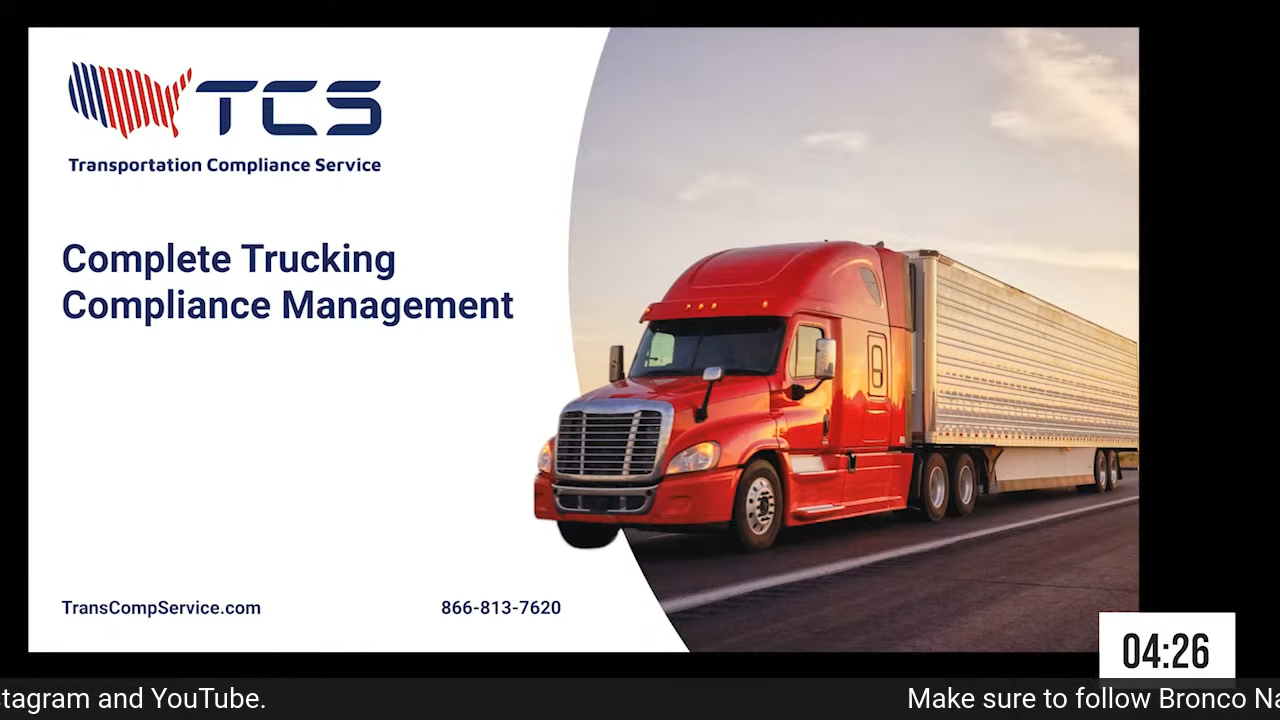 TCS
Transportation Compliance Service
Complete Trucking
Compliance Management
TransCompService.com
866-813-7620
04:26
stagram and YouTube.
Make sure to follow Bronco Na